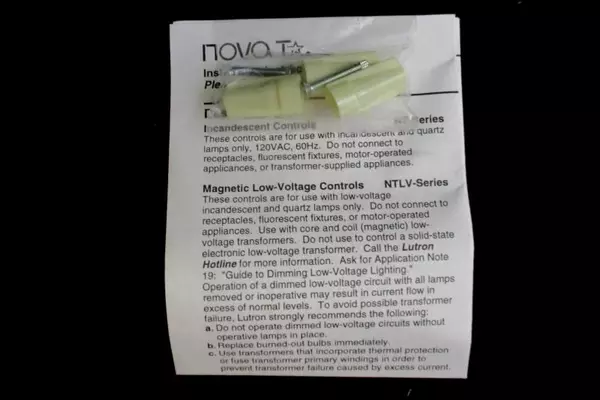 nova T☆
Ins
Ple
Incandescent Controls eries
These controls are for use with incandescent and quartz
lamps only, 120VAC, 60Hz. Do not connect to
receptacles, fluorescent fixtures, motor-operated
appliances, or transformer-supplied appliances.
Magnetic Low-Voltage Controls NTLV-Series
These controls are for use with low-voltage
incandescent and quartz lamps only. Do not connect to
receptacles, fluorescent fixtures, or motor-operated
appliances. Use with core and coil (magnetic) low-
voltage transformers. Do not use to control a solid-state
electronic low-voltage transformer. Call the Lutron
Hotline for more information. Ask for Application Note
19: "Guide to Dimming Low-Voltage Lighting."
Operation of a dimmed low-voltage circuit with all lamps
removed or inoperative may result in current flow in
excess of normal levels. To avoid possible transformer
failure, Lutron strongly recommends the following:
a. Do not operate dimmed low-voltage circuits without
operative lamps in place.
b. Replace burned-out bulbs immediately.
c. Use transformers that incorporate thermal protection
or fuse transformer primary windings in order to
prevent transformer failure caused by excess current.